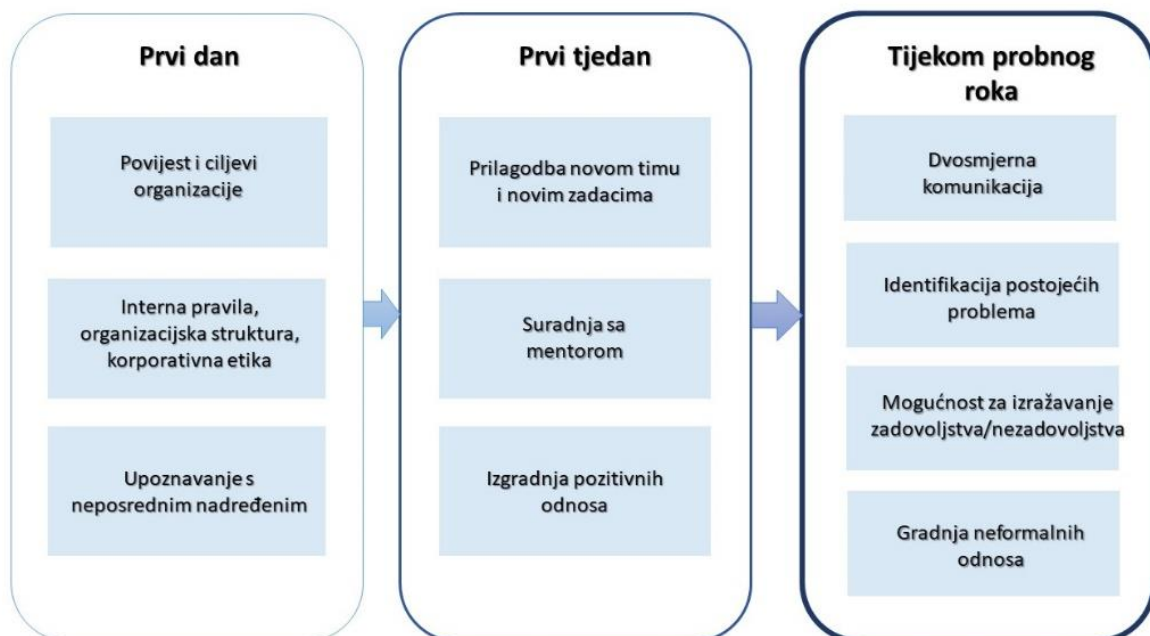 Prvi dan
Povijest i ciljevi
organizacije
Interna pravila,
organizacijska struktura,
korporativna etika
Upoznavanje s
neposrednim nadređenim
Prvi tjedan
Prilagodba novom timu
i novim zadacima
Suradnja sa
mentorom
Izgradnja pozitivnih
odnosa
Tijekom probnog
roka
Dvosmjerna
komunikacija
Identifikacija postojećih
problema
Mogućnost za izražavanje
zadovoljstva/nezadovoljstva
Gradnja neformalnih
odnosa